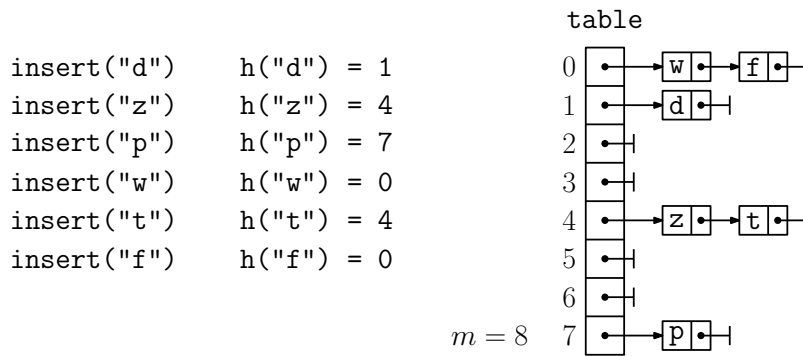 table
insert("d") h("d") = 1 0 w f
insert("z") h("z") = 4 1 d
insert("p") h("p") = 7 2
insert("w") h("w") = 0 3
insert("t") h("t") = 4 4 z t
insert("f") h("f") = 0 5
6
m = 8 7 p